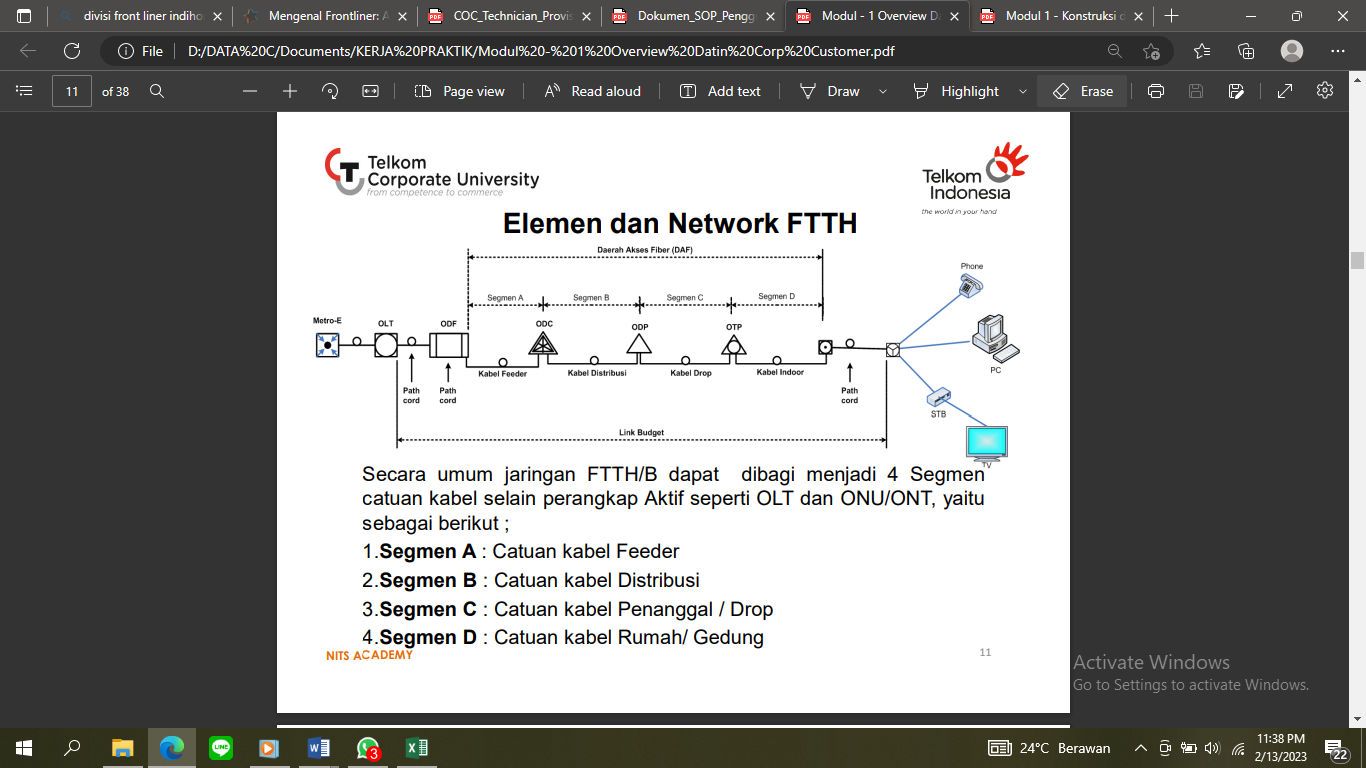 divisi front liner indiho
Mengenal Frontliner: A
COC_Technician_Provis
Dokumen_SOP_Pengg
Modul - 1 Overview Da
Modul 1 - Konstruksi d
File
D:/DATA%20C/Documents/KERJA%20PRAKTIK/Modul%20-%201%20Overview%20Datin%20Corp%20Customer.pdf
11 of 38
Page view
Read aloud
Add text
Draw
Highlight
Erase
Telkom
Corporate University
from competence to commerce
Telkom
Indonesia
the world in your hand
Elemen dan Network FTTH
Daerah Akses Fiber (DAF)
Segmen A
Segmen B
Segmen C
Segmen D
Phone
Metro-E
OLT
ODF
ODC
ODP
OTP
Kabel Feeder
Kabel Distribusi
Kabel Drop
Kabel Indoor
PC
Path
cord
Path
cord
Path
cord
STB
Link Budget
TV
Secara umum jaringan FTTH/B dapat dibagi menjadi 4 Segmen
catuan kabel selain perangkap Aktif seperti OLT dan ONU/ONT, yaitu
sebagai berikut ;
1.Segmen A : Catuan kabel Feeder
2.Segmen B : Catuan kabel Distribusi
3.Segmen C : Catuan kabel Penanggal / Drop
4.Segmen D : Catuan kabel Rumah/ Gedung
NITS ACADEMY
11
Activate Windows
Go to Settings to activate Windows.
LINE
3
24°C Berawan
11:38 PM
2/13/2023
22